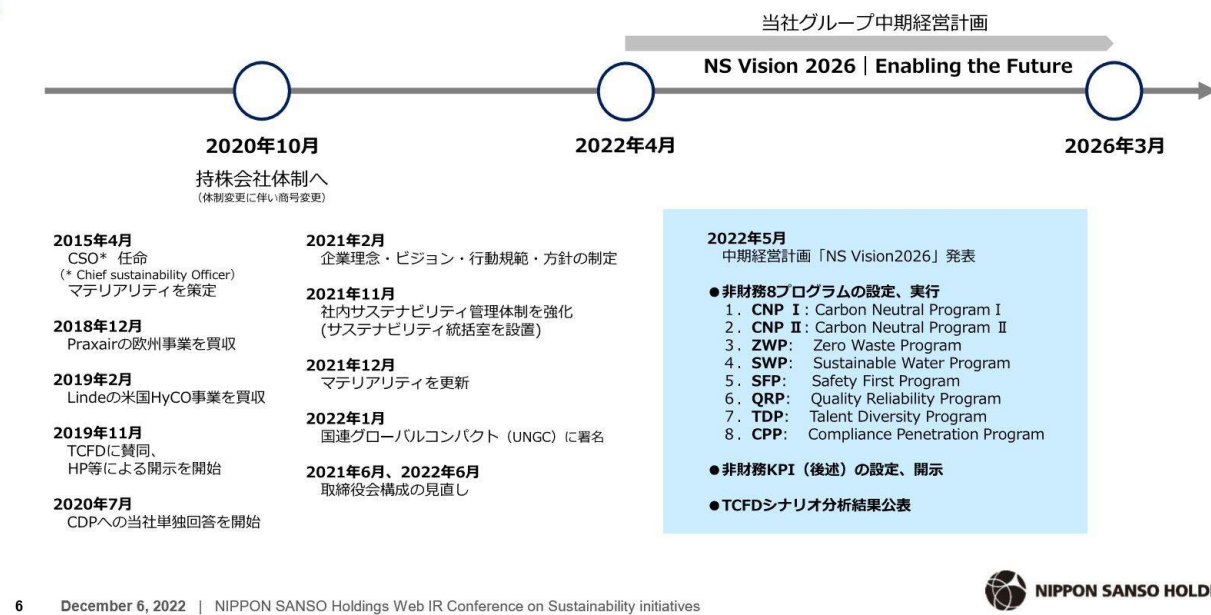 当社グループ中期経営計画
NS Vision 2026｜Enabling the Future
2020年10月
2022年4月
2026年3月
持株会社体制へ
（体制変更に伴い商号変更）
2015年4月
CSO* 任命
（* Chief sustainability Officer）
マテリアリティを策定
2018年12月
Praxairの欧州事業を買収
2019年2月
Lindeの米国HyCO事業を買収
2019年11月
TCFDに賛同、
HP等による開示を開始
2020年7月
CDPへの当社単独回答を開始
2021年2月
企業理念・ビジョン・行動規範・方針の制定
2021年11月
社内サステナビリティ管理体制を強化
(サステナビリティ統括室を設置)
2021年12月
マテリアリティを更新
2022年1月
国連グローバルコンパクト（UNGC）に署名
2021年6月、2022年6月
取締役会構成の見直し
2022年5月
中期経営計画「NS Vision2026」発表
●非財務8プログラムの設定、実行
1．CNP Ⅰ：Carbon Neutral Program Ⅰ
2．CNP Ⅱ：Carbon Neutral Program Ⅱ
3．ZWP： Zero Waste Program
4．SWP： Sustainable Water Program
5．SFP： Safety First Program
6．QRP： Quality Reliability Program
7．TDP： Talent Diversity Program
8．CPP： Compliance Penetration Program
●非財務KPI（後述）の設定、開示
●TCFDシナリオ分析結果公表
6 December 6, 2022 | NIPPON SANSO Holdings Web IR Conference on Sustainability initiatives
NIPPON SANSO HOLD